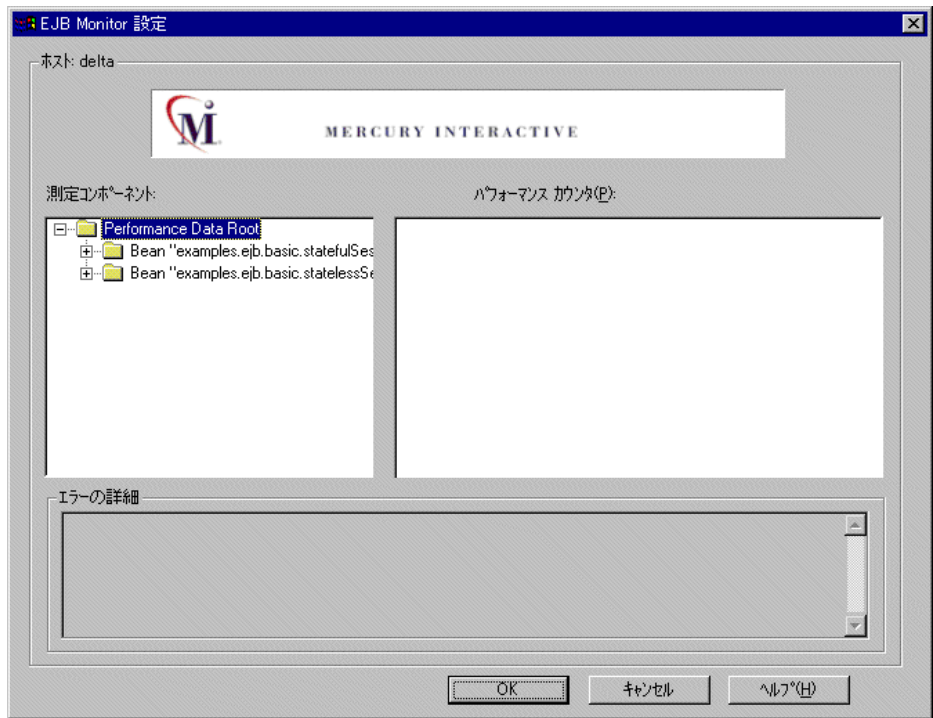 EJB Monitor 設定
ホスト: delta
M
MERCURY INTERACTIVE
測定コンポーネント:
パフォーマンス カウンタ(P):
Performance Data Root
Bean "examples.ejb.basic.statefulSes
Bean "examples.ejb.basic.statelessSe
エラーの詳細
OK
キャンセル
ヘルプ(H)